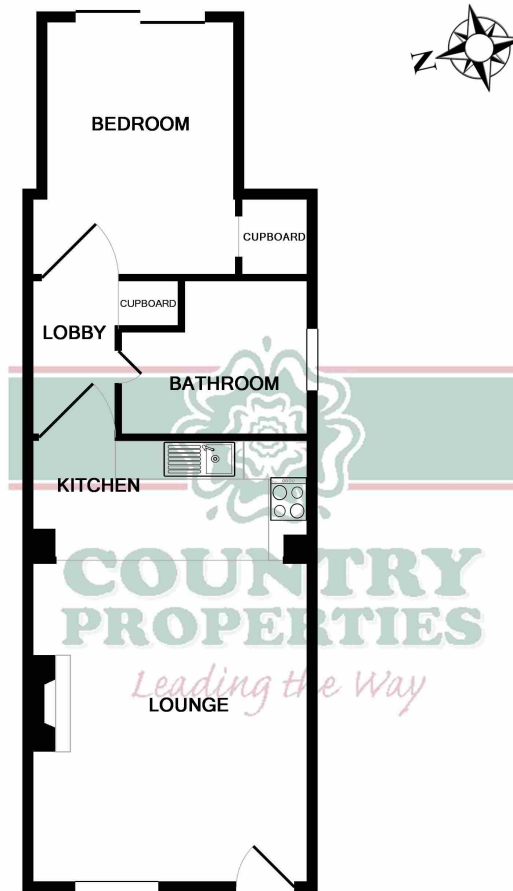 N
BEDROOM
CUPBOARD
CUPBOARD
LOBBY
BATHROOM
KITCHEN
COUNTRY
PROPERTIES
Leading the Way
LOUNGE